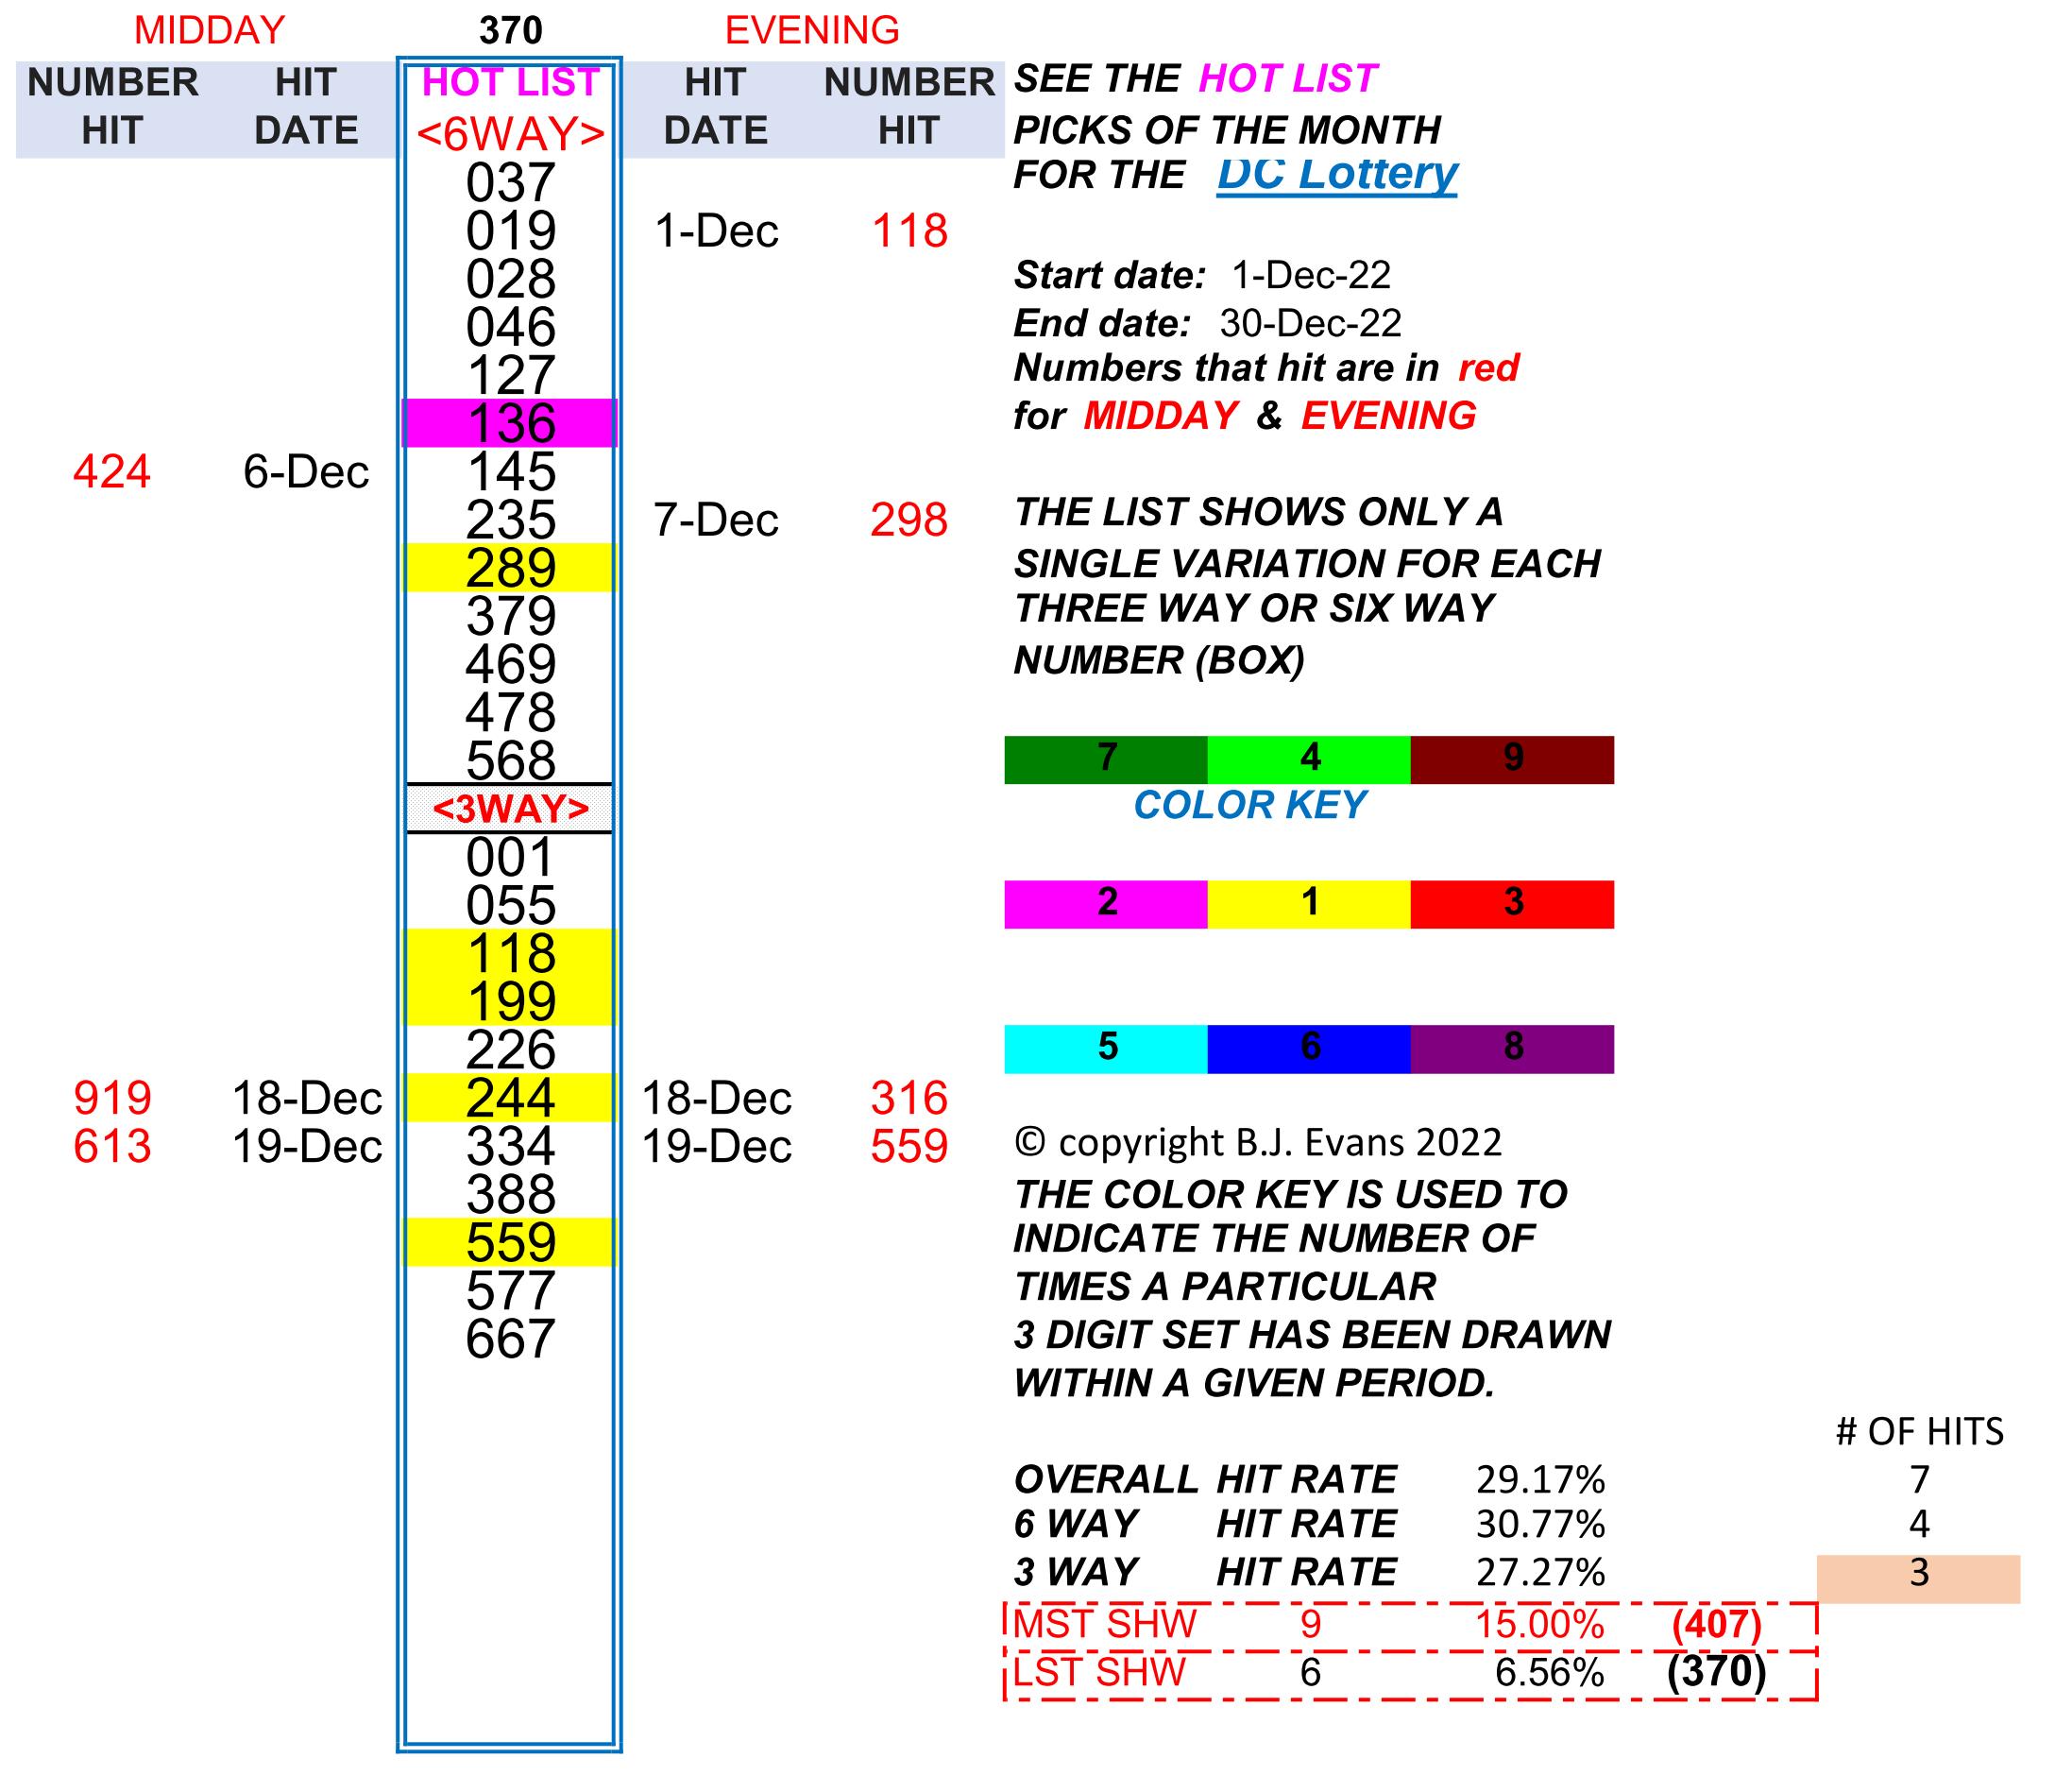 MIDDAY 370 EVENING
NUMBER HIT HOT LIST HIT NUMBER SEE THE HOT LIST
HIT DATE <6WAY> DATE HIT PICKS OF THE MONTH
037 FOR THE DC Lottery
019 1-Dec 118
028 Start date: 1-Dec-22
046 End date: 30-Dec-22
127 Numbers that hit are in red
136 for MIDDAY & EVENING
424 6-Dec 145
235 7-Dec 298 THE LIST SHOWS ONLY A
289 SINGLE VARIATION FOR EACH
379 THREE WAY OR SIX WAY
469 NUMBER (BOX)
478
568 7 4 9
<3WAY> COLOR KEY
001
055 2 1 3
118
199
226 5 6 8
919 18-Dec 244 18-Dec 316
613 19-Dec 334 19-Dec 559 © copyright B.J. Evans 2022
388 THE COLOR KEY IS USED TO
559 INDICATE THE NUMBER OF
577 TIMES A PARTICULAR
667 3 DIGIT SET HAS BEEN DRAWN
WITHIN A GIVEN PERIOD.
# OF HITS
OVERALL HIT RATE 29.17% 7
6 WAY HIT RATE 30.77% 4
3 WAY HIT RATE 27.27% 3
MST SHW 9 15.00% (407)
LST SHW 6 6.56% (370)